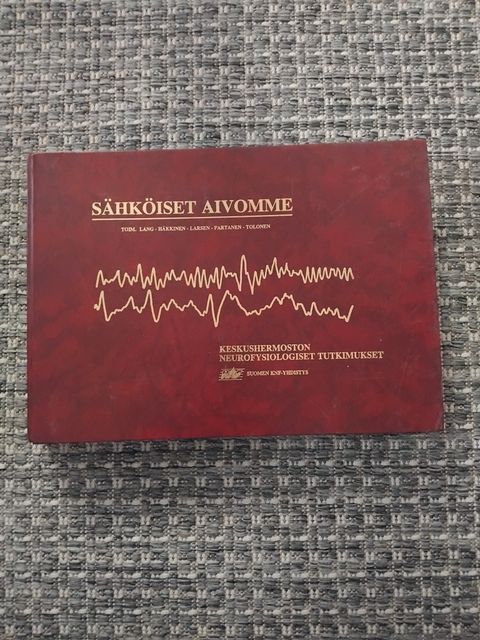 SÄHKÖISET AIVOMME
TOIM. LANG - HÄKKINEN - LARSEN - PARTANEN - TOLONEN
KESKUSHERMOSTON
NEUROFYSIOLOGISET TUTKIMUKSET
SUOMEN KNF-YHDISTYS